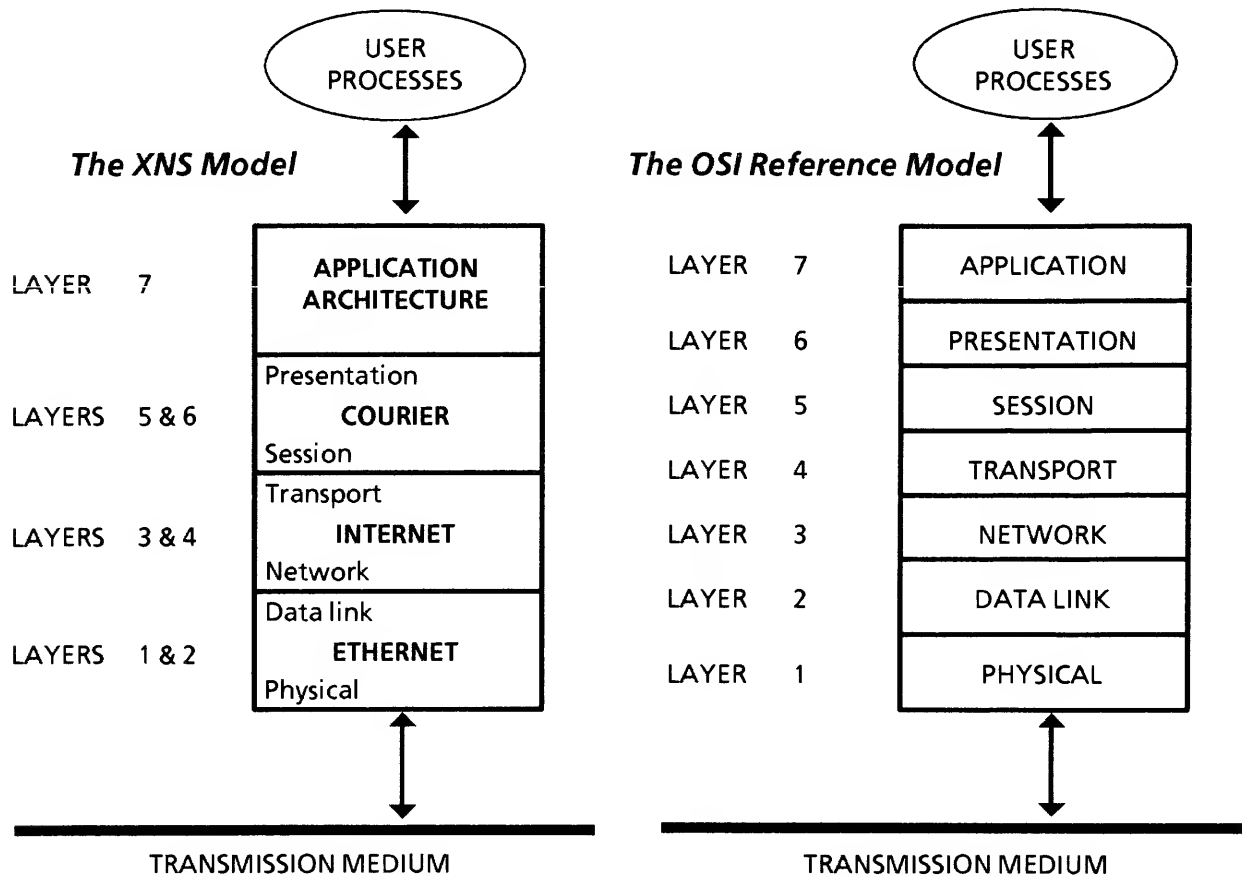 USER
PROCESSES
The XNS Model
LAYER 7
APPLICATION
ARCHITECTURE
LAYERS 5 & 6
Presentation
COURIER
Session
LAYERS 3 & 4
Transport
INTERNET
Network
LAYERS 1 & 2
Data link
ETHERNET
Physical
TRANSMISSION MEDIUM
USER
PROCESSES
The OSI Reference Model
LAYER 7 APPLICATION
LAYER 6 PRESENTATION
LAYER 5 SESSION
LAYER 4 TRANSPORT
LAYER 3 NETWORK
LAYER 2 DATA LINK
LAYER 1 PHYSICAL
TRANSMISSION MEDIUM